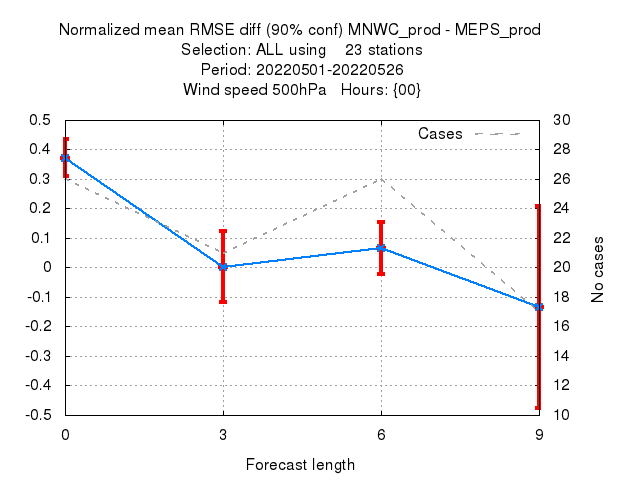 Normalized mean RMSE diff (90% conf) MNWC_prod - MEPS_prod
Selection: ALL using 23 stations
Period: 20220501-20220526
Wind speed 500hPa Hours: {00}
0.5 30
Cases
0.4 28
0.3 26
0.2 24
0.1 22
0 20
-0.1 18
-0.2 16
-0.3 14
-0.4 12
-0.5 10
No cases
0 3 6 9
Forecast length